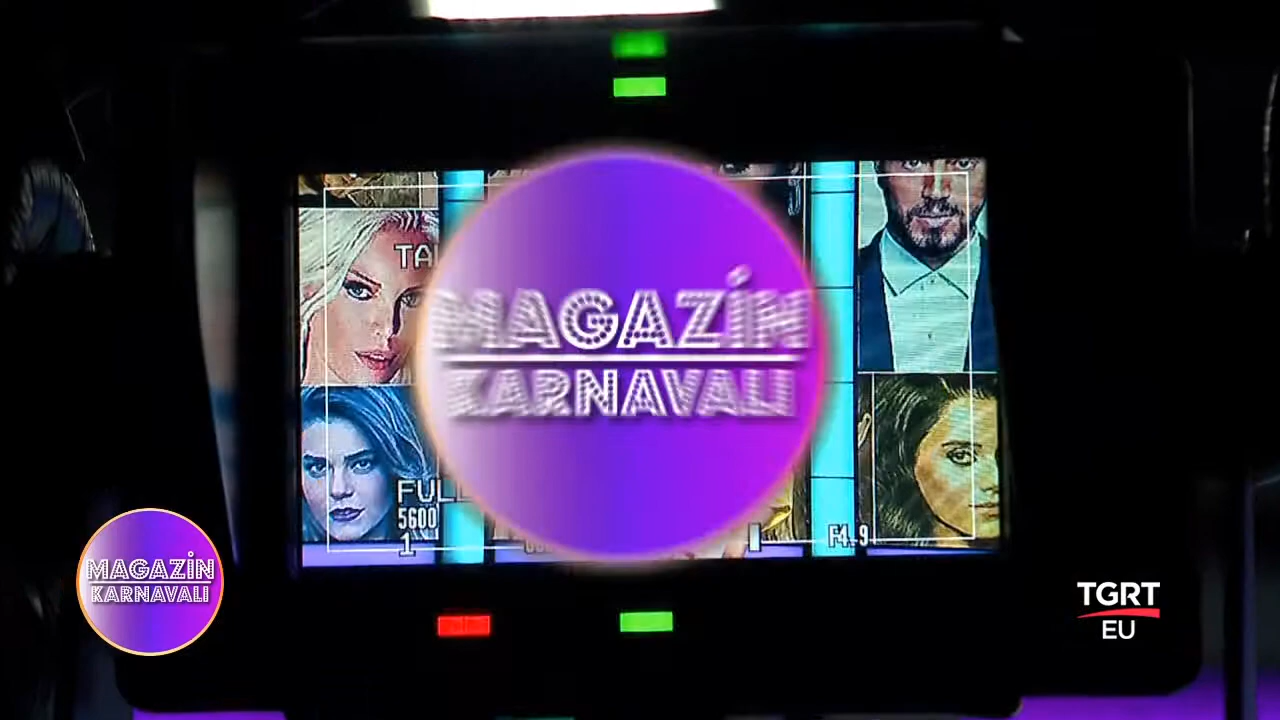 TA
MAGAZİN
KARNAVALI
FULL
5600
1
F4.9
MAGAZİN
KARNAVALI
TGRT
EU